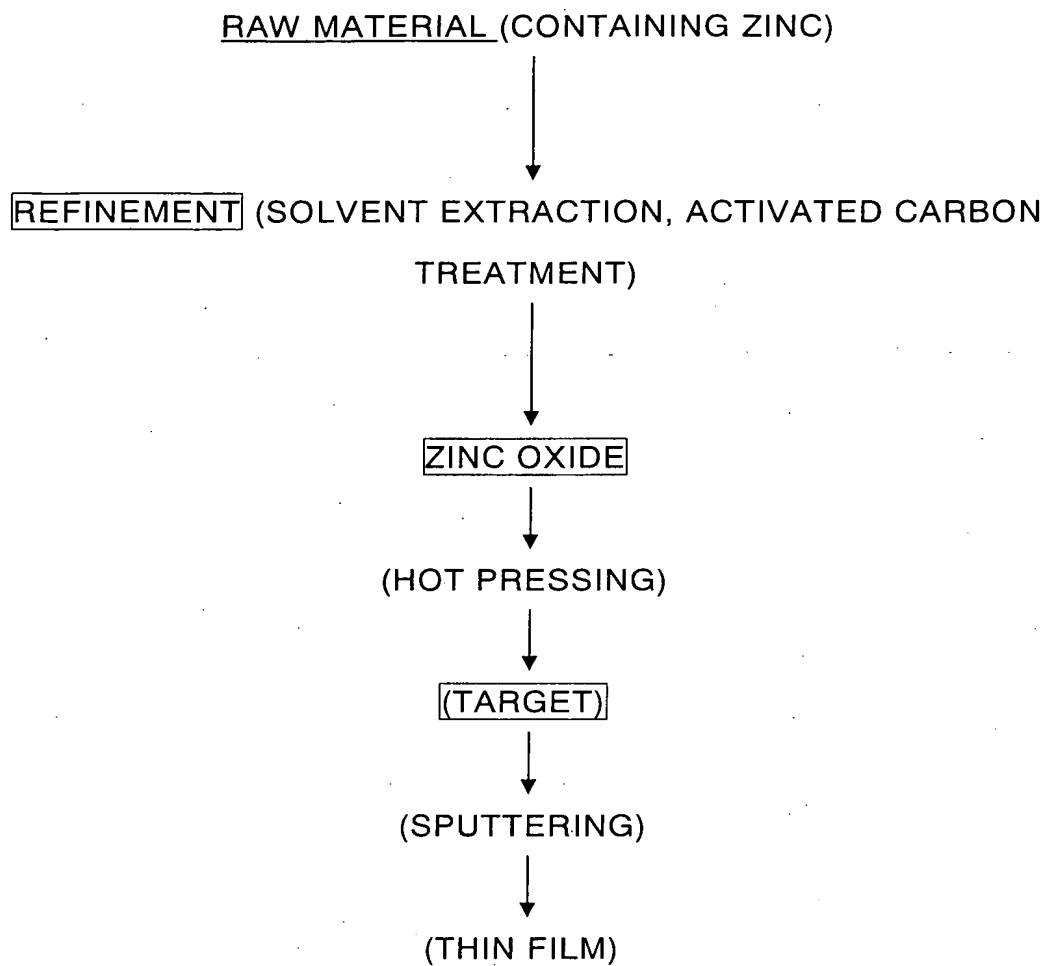 RAW MATERIAL (CONTAINING ZINC)
REFINEMENT (SOLVENT EXTRACTION, ACTIVATED CARBON
TREATMENT)
ZINC OXIDE
(HOT PRESSING)
(TARGET)
(SPUTTERING)
(THIN FILM)